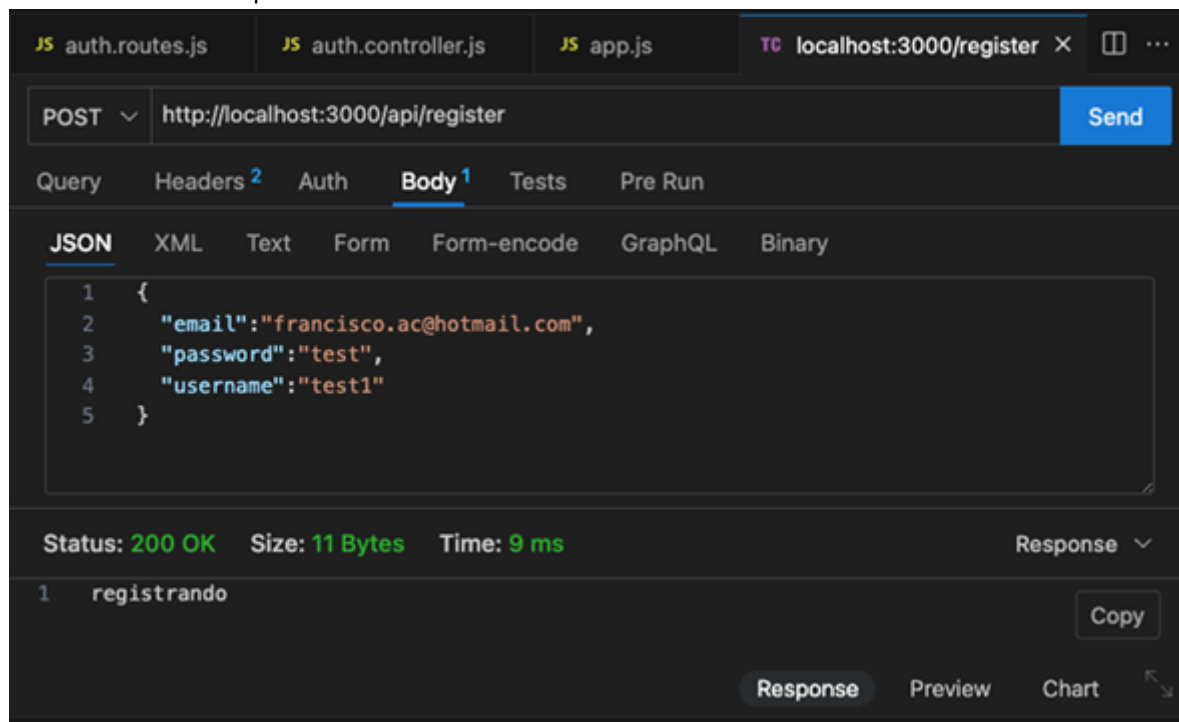 JS auth.routes.js JS auth.controller.js JS app.js TC localhost:3000/register × ...
POST http://localhost:3000/api/register Send
Query Headers 2 Auth Body 1 Tests Pre Run
JSON XML Text Form Form-encode GraphQL Binary
1 {
2 "email":"francisco.ac@hotmail.com",
3 "password":"test",
4 "username":"test1"
5 }
Status: 200 OK Size: 11 Bytes Time: 9 ms Response
1 registrando
Copy
Response Preview Chart